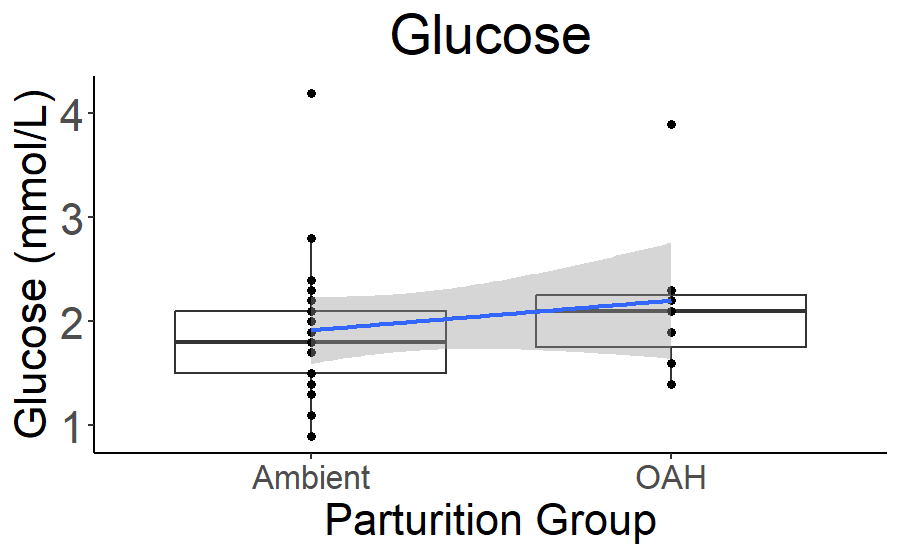 Glucose
Glucose (mmol/L)
4
3
2
1
Ambient OAH
Parturition Group